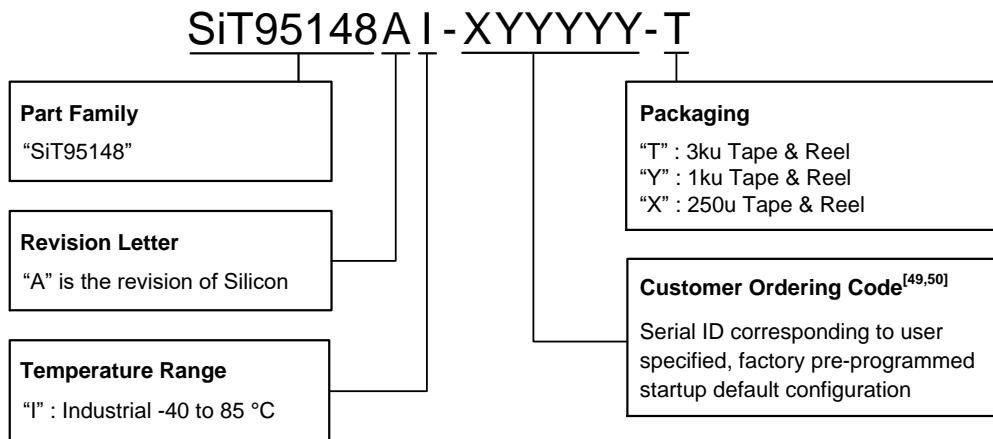 SiT95148AI-XYYYYY-T
Part Family
“SiT95148”
Revision Letter
“A” is the revision of Silicon
Temperature Range
“I” : Industrial -40 to 85 °C
Packaging
“T” : 3ku Tape & Reel
“Y” : 1ku Tape & Reel
“X” : 250u Tape & Reel
Customer Ordering Code[49,50]
Serial ID corresponding to user
specified, factory pre-programmed
startup default configuration